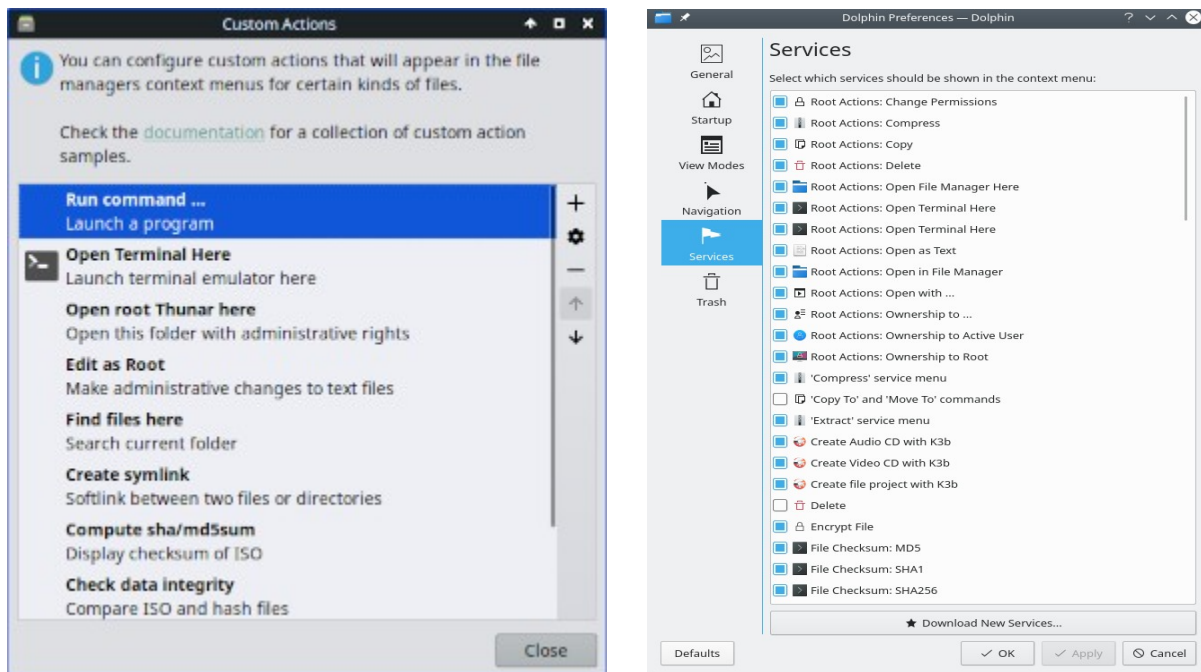 Custom Actions
You can configure custom actions that will appear in the file
managers context menus for certain kinds of files.
Check the documentation for a collection of custom action
samples.
Run command ...
Launch a program
Open Terminal Here
Launch terminal emulator here
Open root Thunar here
Open this folder with administrative rights
Edit as Root
Make administrative changes to text files
Find files here
Search current folder
Create symlink
Softlink between two files or directories
Compute sha/md5sum
Display checksum of ISO
Check data integrity
Compare ISO and hash files
Close
Dolphin Preferences — Dolphin
General
Startup
View Modes
Navigation
Services
Trash
Services
Select which services should be shown in the context menu:
Root Actions: Change Permissions
Root Actions: Compress
Root Actions: Copy
Root Actions: Delete
Root Actions: Open File Manager Here
Root Actions: Open Terminal Here
Root Actions: Open Terminal Here
Root Actions: Open as Text
Root Actions: Open in File Manager
Root Actions: Open with ...
Root Actions: Ownership to ...
Root Actions: Ownership to Active User
Root Actions: Ownership to Root
'Compress' service menu
'Copy To' and 'Move To' commands
'Extract' service menu
Create Audio CD with K3b
Create Video CD with K3b
Create file project with K3b
Delete
Encrypt File
File Checksum: MD5
File Checksum: SHA1
File Checksum: SHA256
Download New Services...
Defaults
OK
Apply
Cancel